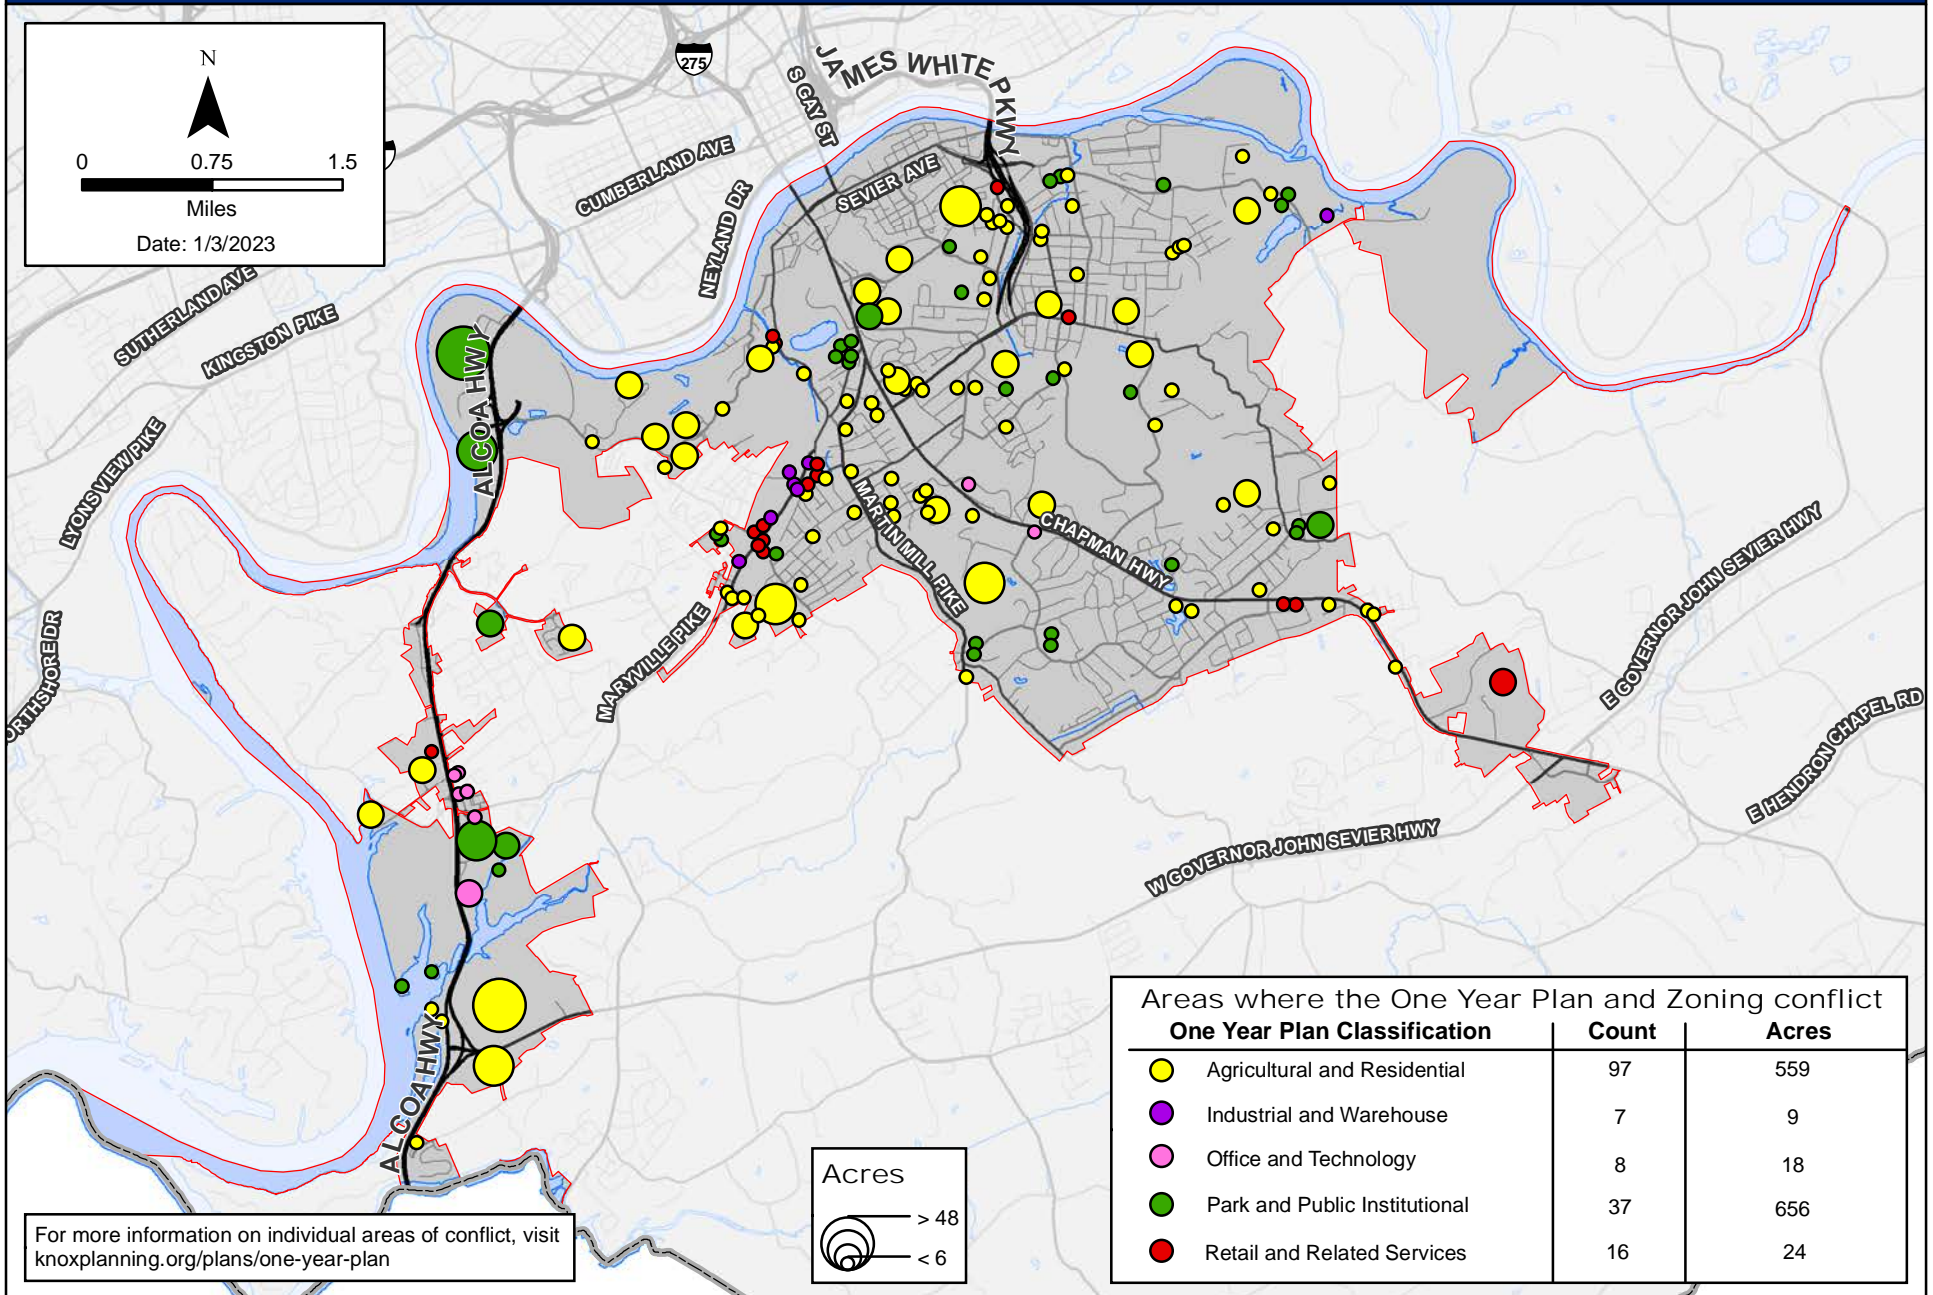 N
0 0.75 1.5
Miles
Date: 1/3/2023
275
JAMES WHITE PKWY
S GAY ST
CUMBERLAND AVE
SEVIER AVE
NEYLAND DR
SUTHERLAND AVE
KINGSTON PIKE
ALCOA HWY
LYONS VIEW PIKE
MARTIN MILL PIKE
CHAPMAN HWY
MARYVILLE PIKE
E GOVERNOR JOHN SEVIER HWY
ORTHSHORE DR
E HENDRON CHAPEL RD
W GOVERNOR JOHN SEVIER HWY
ALCOA HWY
Areas where the One Year Plan and Zoning conflict
One Year Plan Classification Count Acres
Agricultural and Residential 97 559
Industrial and Warehouse 7 9
Office and Technology 8 18
Park and Public Institutional 37 656
Retail and Related Services 16 24
Acres
> 48
< 6
For more information on individual areas of conflict, visit
knoxplanning.org/plans/one-year-plan